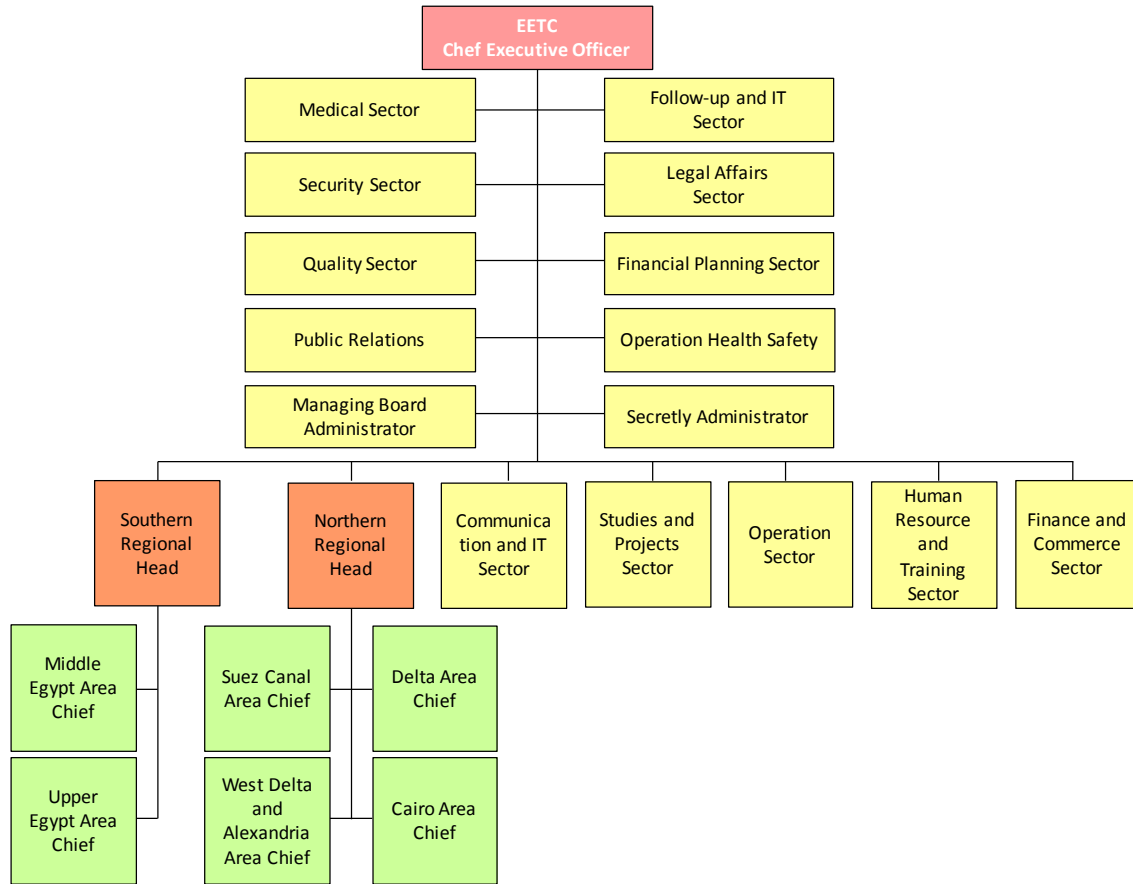 EETC
Chef Executive Officer
Medical Sector
Follow-up and IT
Sector
Security Sector
Legal Affairs
Sector
Quality Sector
Financial Planning Sector
Public Relations
Operation Health Safety
Managing Board
Administrator
Secretly Administrator
Southern
Regional
Head
Northern
Regional
Head
Communica
tion and IT
Sector
Studies and
Projects
Sector
Operation
Sector
Human
Resource
and
Training
Sector
Finance and
Commerce
Sector
Middle
Egypt Area
Chief
Suez Canal
Area Chief
Delta Area
Chief
Upper
Egypt Area
Chief
West Delta
and
Alexandria
Area Chief
Cairo Area
Chief